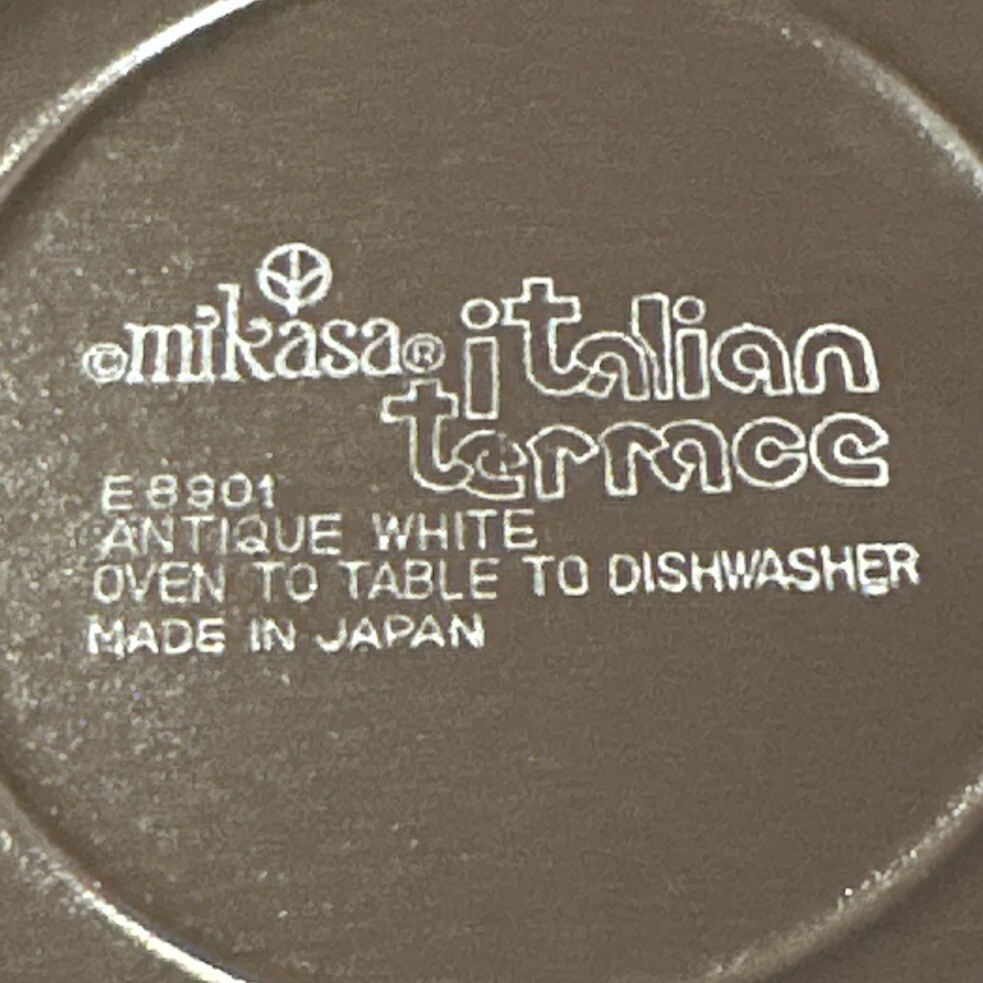 ©mikasa® italian
terrace
E 8901
ANTIQUE WHITE
OVEN TO TABLE TO DISHWASHER
MADE IN JAPAN